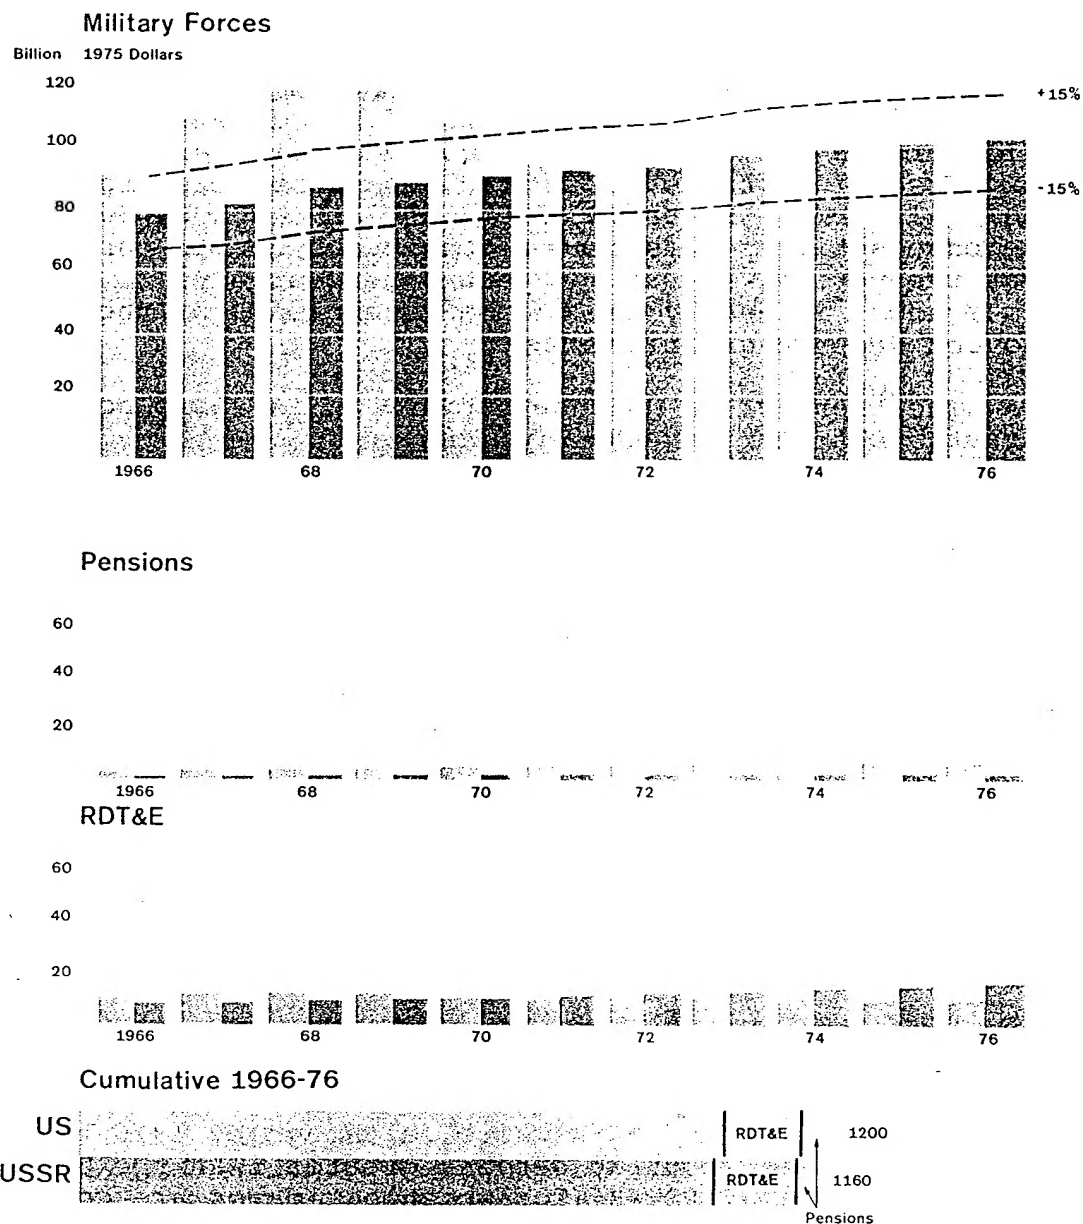 Military Forces
Billion 1975 Dollars
120
+15%
100
80
-15%
60
40
20
1966 68 70 72 74 76
Pensions
60
40
20
1966 68 70 72 74 76
RDT&E
60
40
20
1966 68 70 72 74 76
Cumulative 1966-76
US RDT&E 1200
USSR RDT&E 1160
Pensions